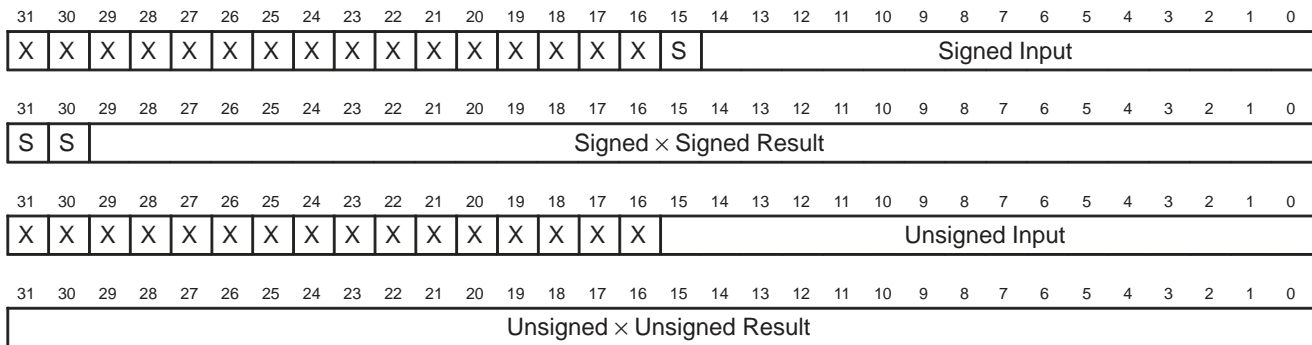 31 30 29 28 27 26 25 24 23 22 21 20 19 18 17 16 15 14 13 12 11 10 9 8 7 6 5 4 3 2 1 0
X X X X X X X X X X X X X X X X S Signed Input
31 30 29 28 27 26 25 24 23 22 21 20 19 18 17 16 15 14 13 12 11 10 9 8 7 6 5 4 3 2 1 0
S S Signed × Signed Result
31 30 29 28 27 26 25 24 23 22 21 20 19 18 17 16 15 14 13 12 11 10 9 8 7 6 5 4 3 2 1 0
X X X X X X X X X X X X X X X X Unsigned Input
31 30 29 28 27 26 25 24 23 22 21 20 19 18 17 16 15 14 13 12 11 10 9 8 7 6 5 4 3 2 1 0
Unsigned × Unsigned Result